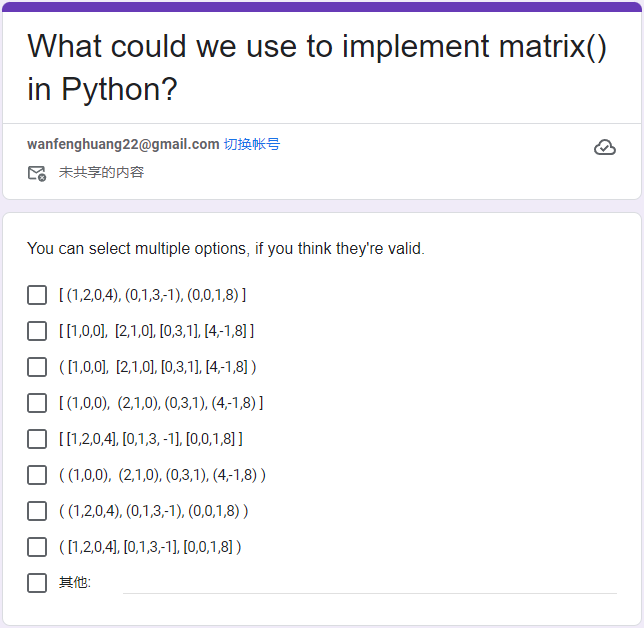 What could we use to implement matrix()
in Python?
wanfenghuang22@gmail.com 切换帐号
未共享的内容
You can select multiple options, if you think they're valid.
[ (1,2,0,4), (0,1,3,-1), (0,0,1,8) ]
[ [1,0,0],  [2,1,0], [0,3,1], [4,-1,8] ]
( [1,0,0],  [2,1,0], [0,3,1], [4,-1,8] )
[ (1,0,0),  (2,1,0), (0,3,1), (4,-1,8) ]
[ [1,2,0,4], [0,1,3, -1], [0,0,1,8] ]
( (1,0,0),  (2,1,0), (0,3,1), (4,-1,8) )
( (1,2,0,4), (0,1,3,-1), (0,0,1,8) )
( [1,2,0,4], [0,1,3,-1], [0,0,1,8] )
其他: